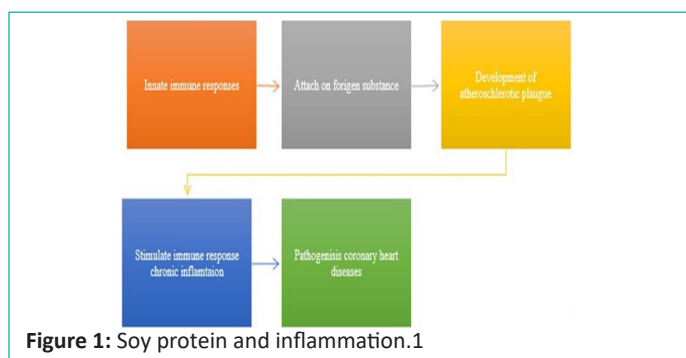 Innate immune responses
Attach on forigen substance
Development of
atheroschlerotic plaugue
Stimulate immune response
chronic inflamtaion
Pathogenisis coronary heart
diseases
Figure 1: Soy protein and inflammation.1